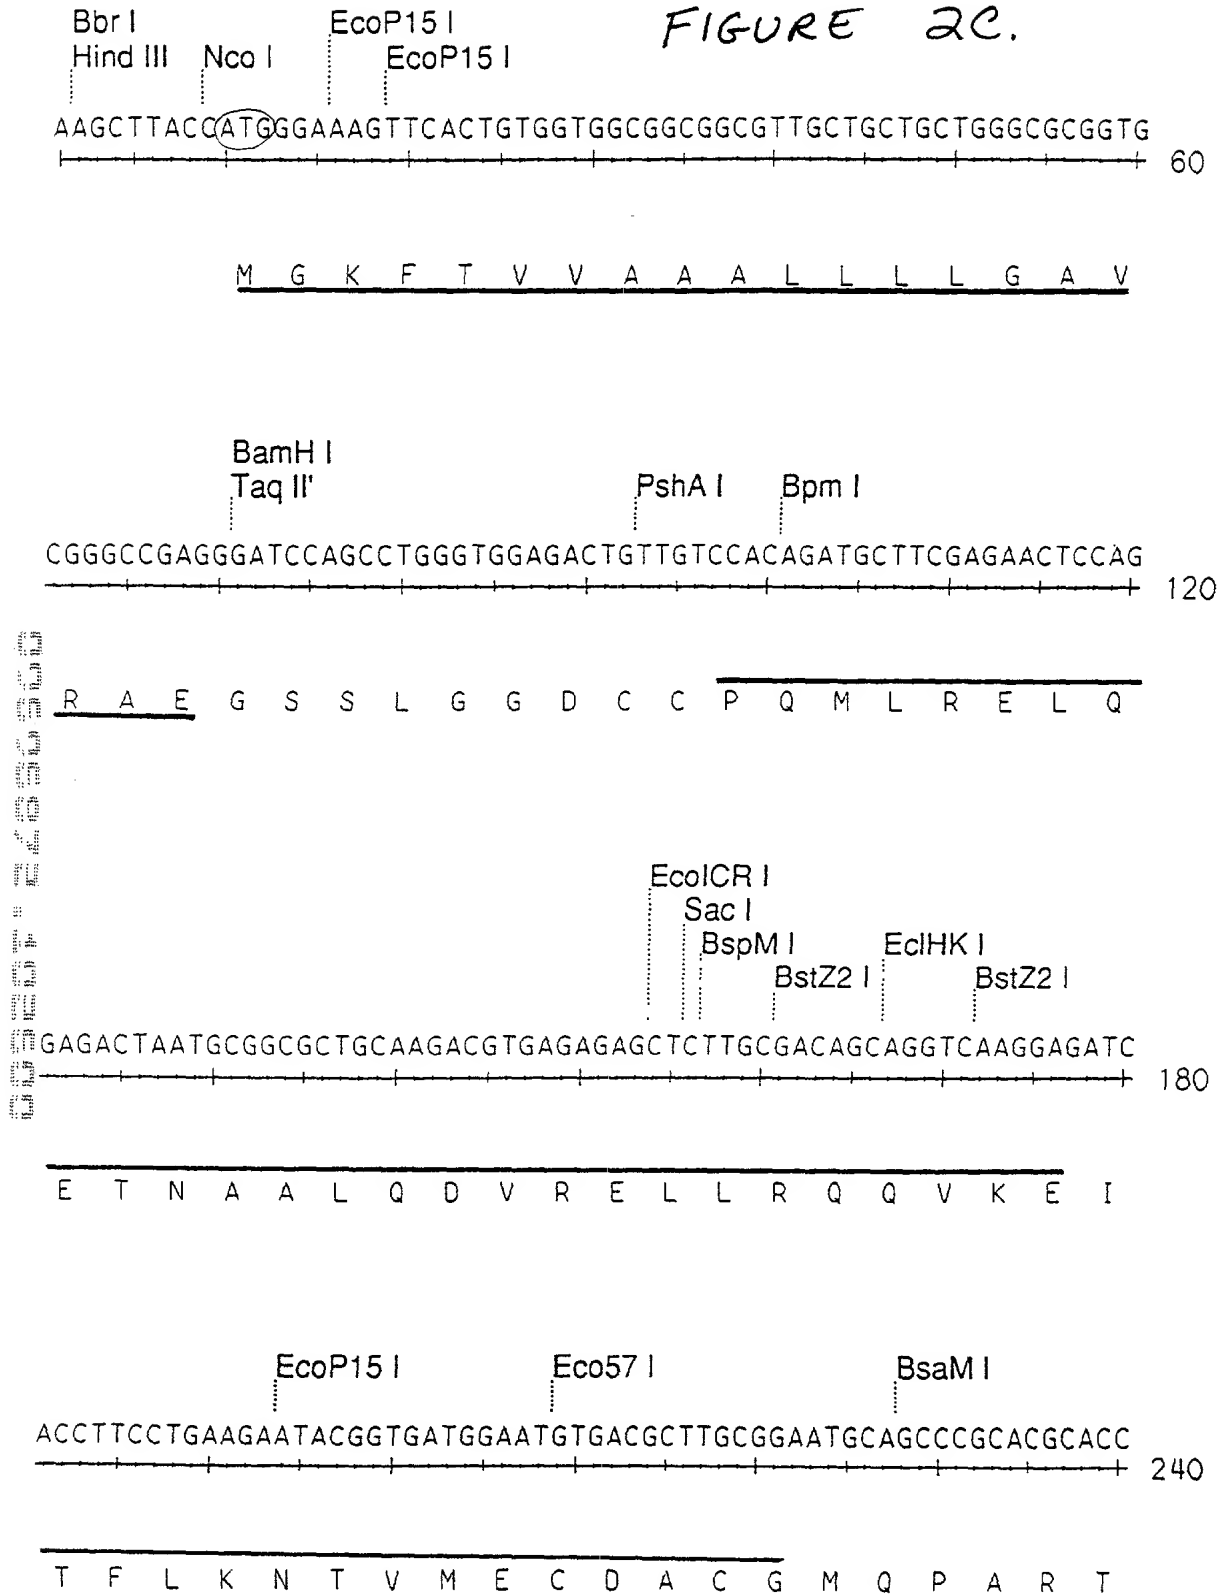 FIGURE 2C.
Bbr I EcoP15 I
Hind III Nco I EcoP15 I
AAGCTTACCATGGGAAAGTTCACTGTGGTGGCGGCGGCGTTGCTGCTGCTGGGCGCGGTG
60
M G K F T V V A A A L L L L G A V
BamH I
Taq II' PshA I Bpm I
CGGGCCGAGGGATCCAGCCTGGGTGGAGACTGTTGTCCACAGATGCTTCGAGAACTCCAG
120
R A E G S S L G G D C C P Q M L R E L Q
EcoICR I
Sac I
BspM I EclHK I
BstZ2 I BstZ2 I
GAGACTAATGCGGCGCTGCAAGACGTGAGAGAGCTCTTGCGACAGCAGGTCAAGGAGATC
180
E T N A A L Q D V R E L L R Q Q V K E I
EcoP15 I Eco57 I BsaM I
ACCTTCCTGAAGAATACGGTGATGGAATGTGACGCTTGCGGAATGCAGCCCGCACGCACC
240
T F L K N T V M E C D A C G M Q P A R T